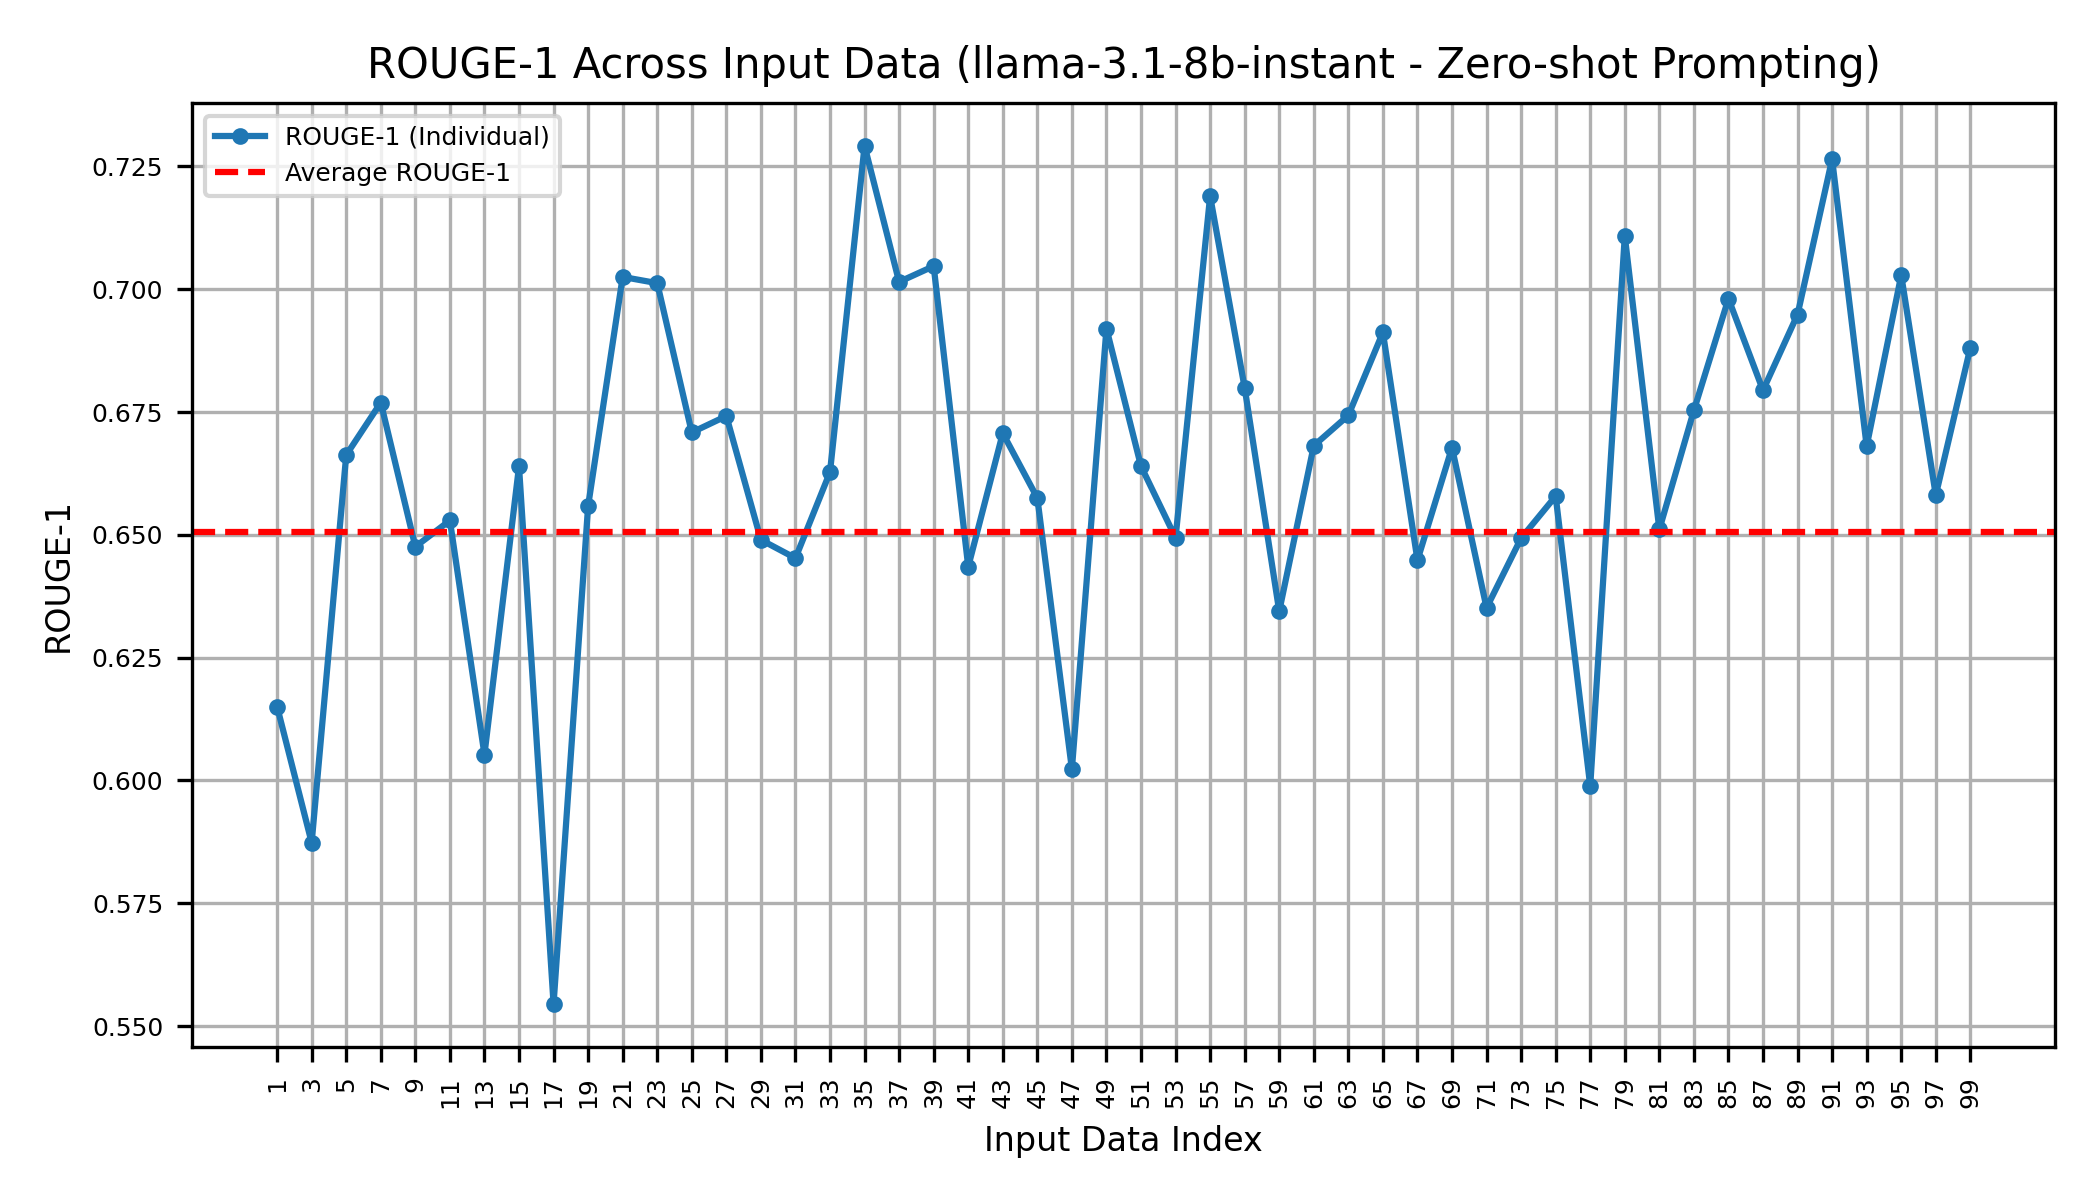 ROUGE-1 Across Input Data (llama-3.1-8b-instant - Zero-shot Prompting)
ROUGE-1 (Individual)
Average ROUGE-1
0.725
0.700
0.675
0.650
0.625
0.600
0.575
0.550
ROUGE-1
1 3 5 7 9 11 13 15 17 19 21 23 25 27 29 31 33 35 37 39 41 43 45 47 49 51 53 55 57 59 61 63 65 67 69 71 73 75 77 79 81 83 85 87 89 91 93 95 97 99
Input Data Index